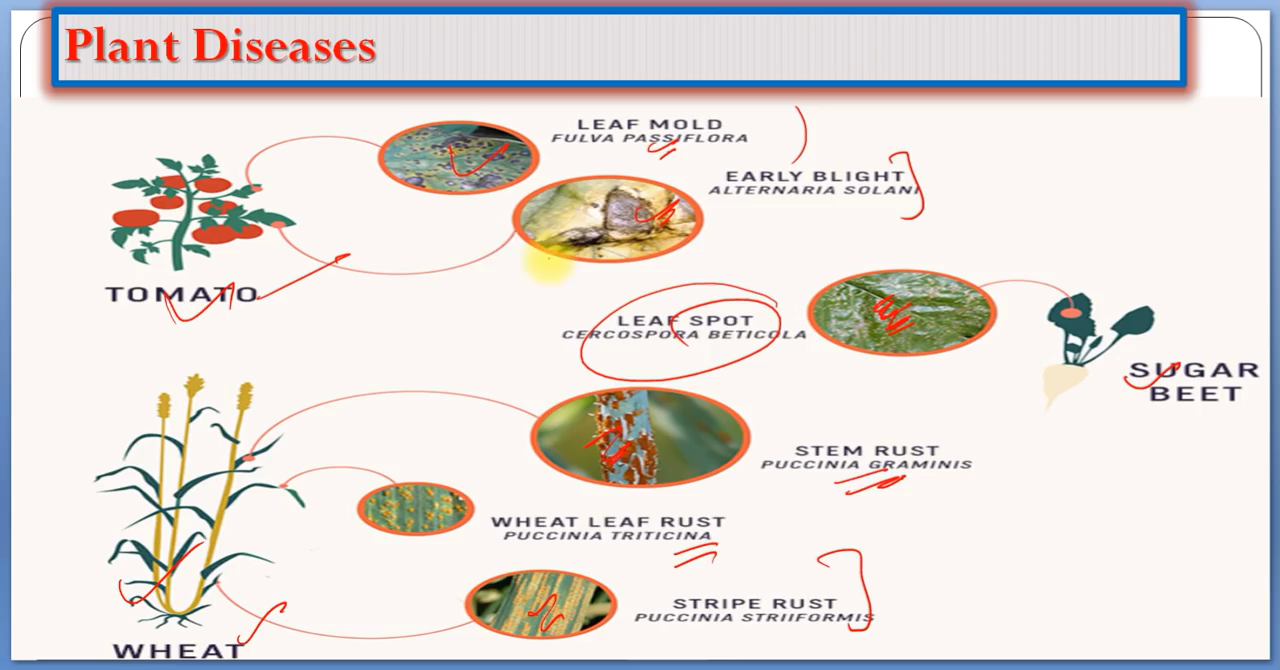 Plant Diseases
LEAF MOLD
FULVA PASSIFLORA
EARLY BLIGHT
ALTERNARIA SOLANI
TOMATO
LEAF SPOT
CERCOSPORA BETICOLA
SUGAR
BEET
STEM RUST
PUCCINIA GRAMINIS
WHEAT LEAF RUST
PUCCINIA TRITICINA
STRIPE RUST
PUCCINIA STRIIFORMIS
WHEAT